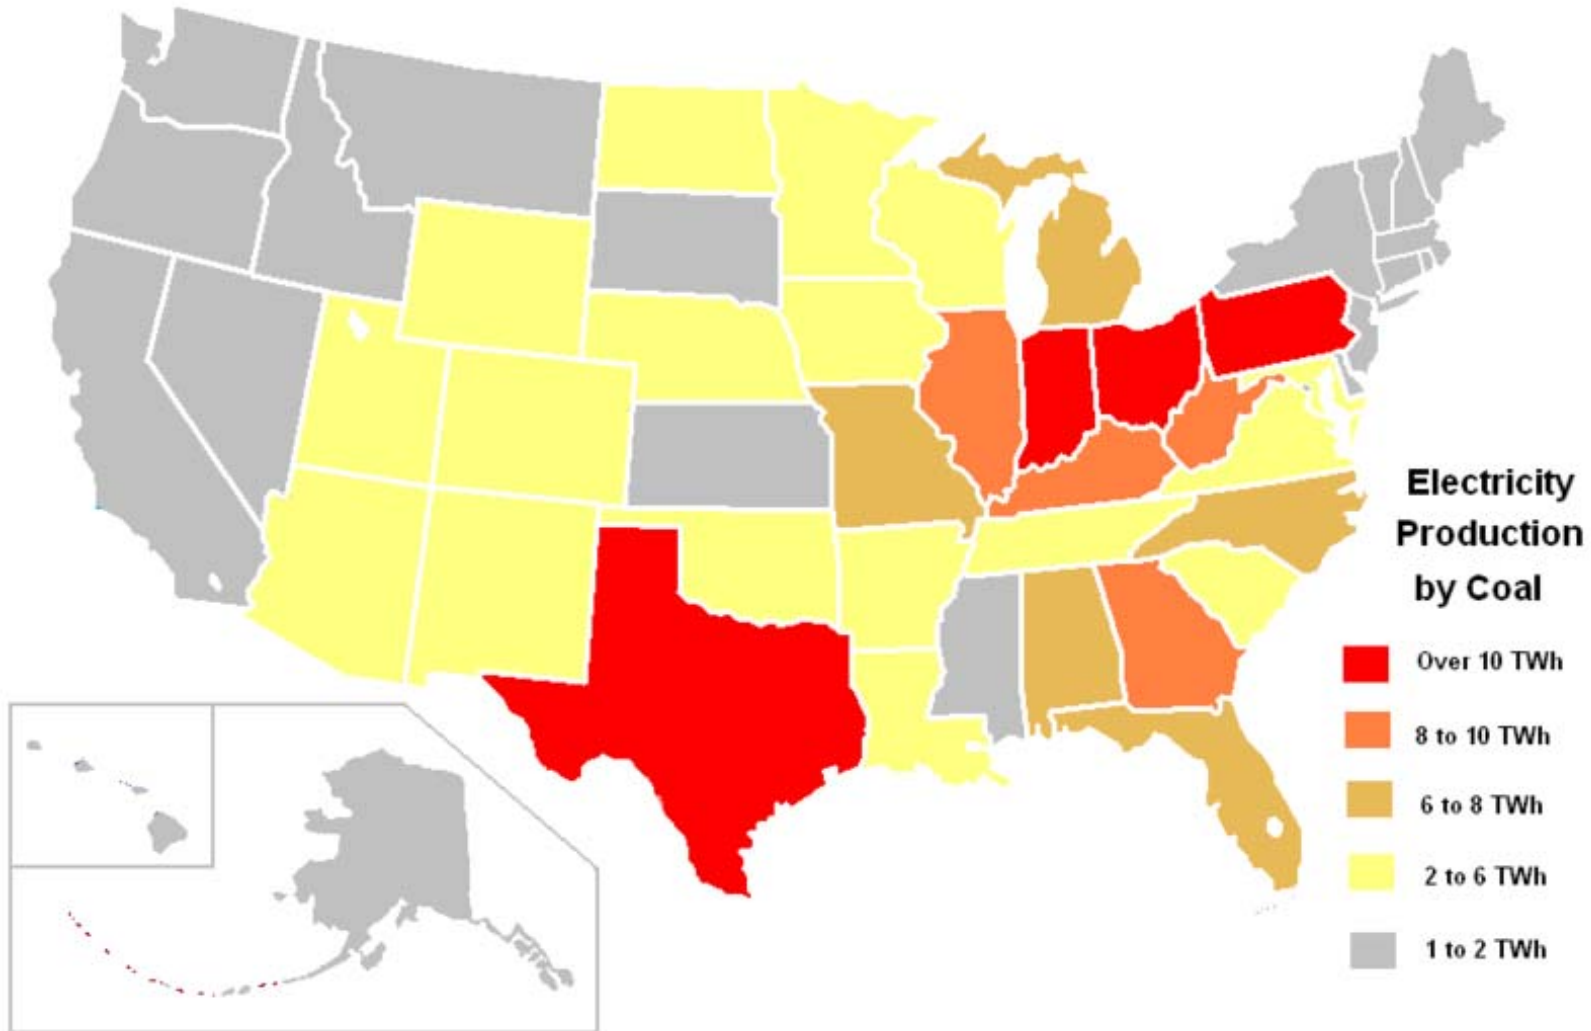 Electricity
Production
by Coal
Over 10 TWh
8 to 10 TWh
6 to 8 TWh
2 to 6 TWh
1 to 2 TWh